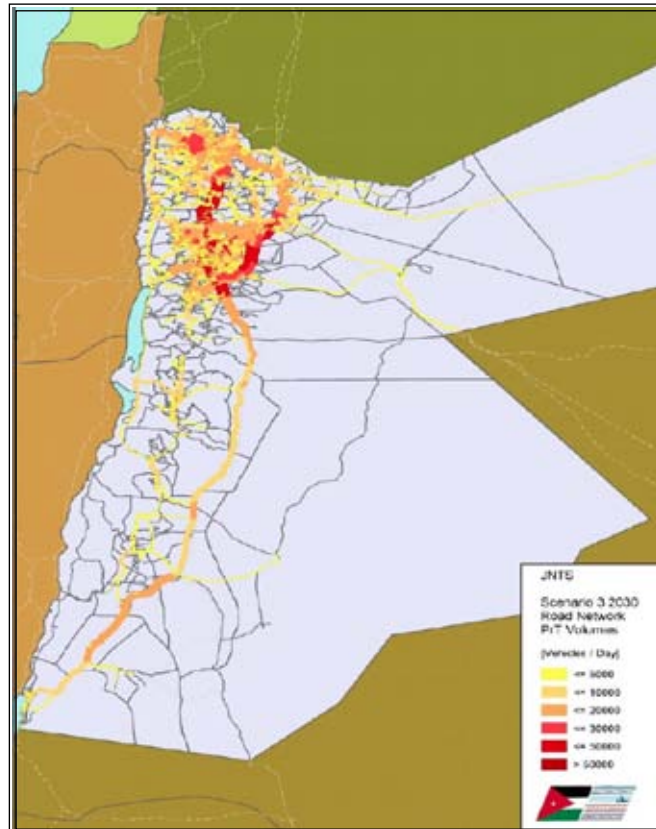 JNTS
Scenario 3 2030
Road Network
PrT Volumes
[Vehicles / Day]
<= 5000
<= 10000
<= 20000
<= 30000
<= 50000
> 50000